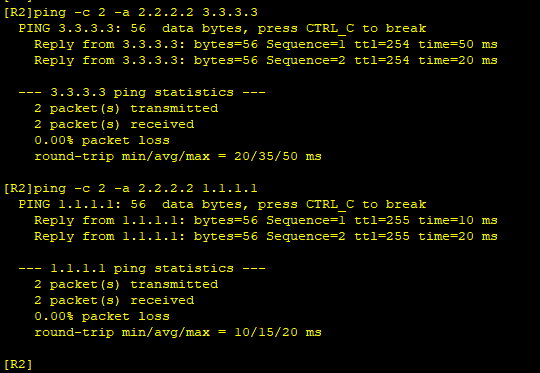 [R2]ping -c 2 -a 2.2.2.2 3.3.3.3
  PING 3.3.3.3: 56  data bytes, press CTRL_C to break
    Reply from 3.3.3.3: bytes=56 Sequence=1 ttl=254 time=50 ms
    Reply from 3.3.3.3: bytes=56 Sequence=2 ttl=254 time=20 ms

  --- 3.3.3.3 ping statistics ---
    2 packet(s) transmitted
    2 packet(s) received
    0.00% packet loss
    round-trip min/avg/max = 20/35/50 ms

[R2]ping -c 2 -a 2.2.2.2 1.1.1.1
  PING 1.1.1.1: 56  data bytes, press CTRL_C to break
    Reply from 1.1.1.1: bytes=56 Sequence=1 ttl=255 time=10 ms
    Reply from 1.1.1.1: bytes=56 Sequence=2 ttl=255 time=20 ms

  --- 1.1.1.1 ping statistics ---
    2 packet(s) transmitted
    2 packet(s) received
    0.00% packet loss
    round-trip min/avg/max = 10/15/20 ms

[R2]